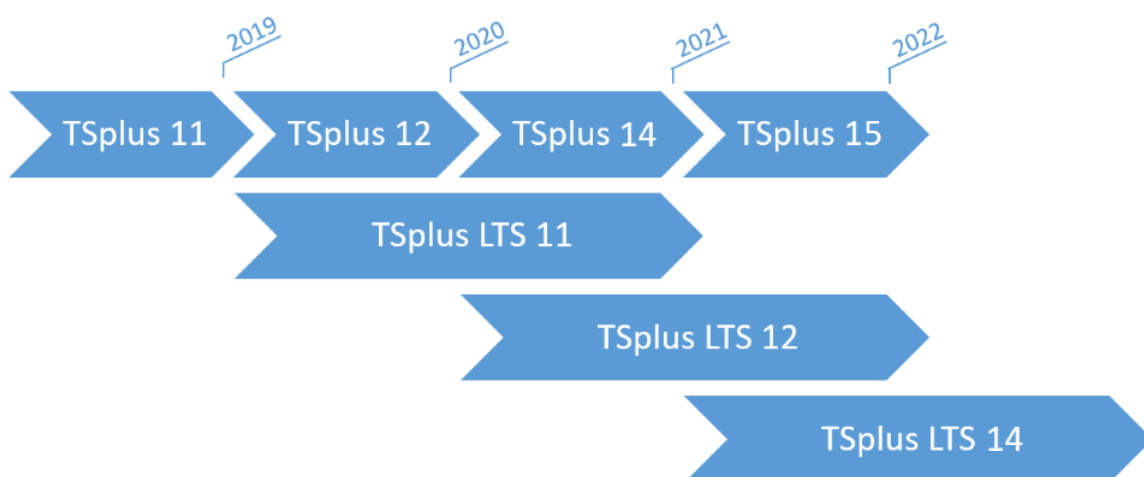 2019
2020
2021
2022
TSplus 11
TSplus 12
TSplus 14
TSplus 15
TSplus LTS 11
TSplus LTS 12
TSplus LTS 14